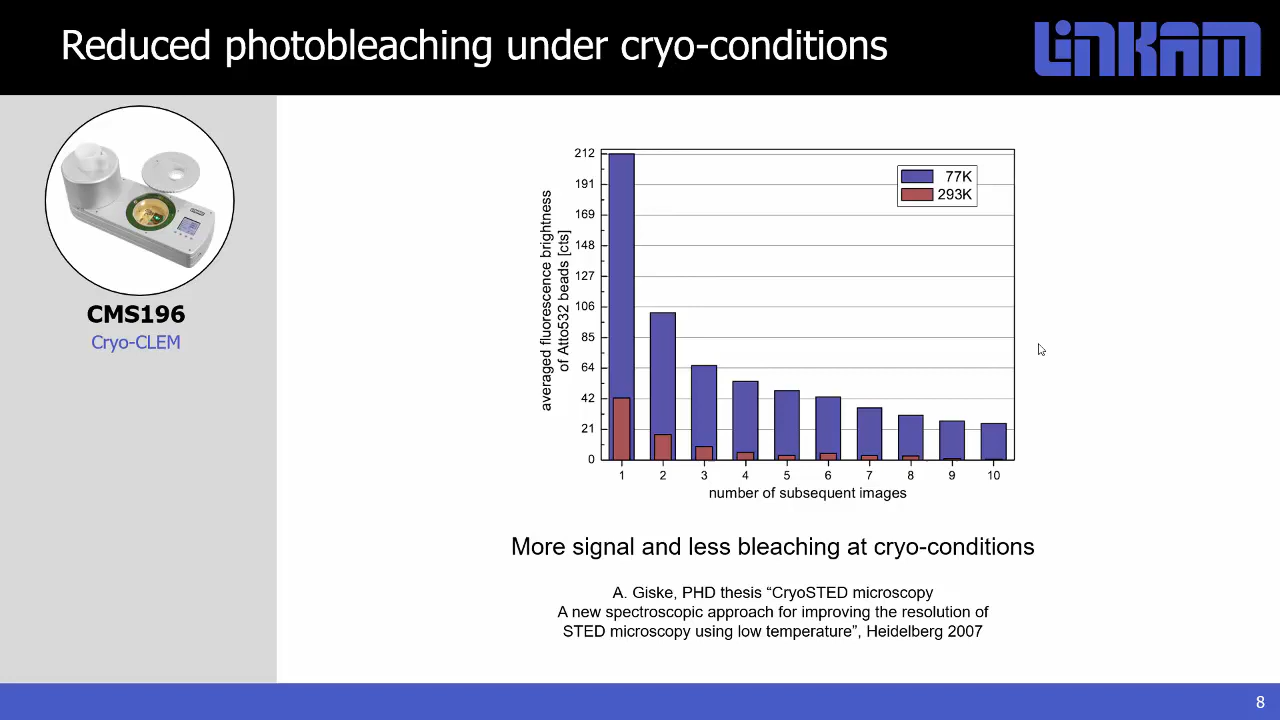 Reduced photobleaching under cryo-conditions
LINKAM
CMS196
Cryo-CLEM
averaged fluorescence brightness
of Atto532 beads [cts]
212
191
169
148
127
106
85
64
42
21
0
77K
293K
1 2 3 4 5 6 7 8 9 10
number of subsequent images
More signal and less bleaching at cryo-conditions
A. Giske, PHD thesis “CryoSTED microscopy
A new spectroscopic approach for improving the resolution of
STED microscopy using low temperature”, Heidelberg 2007
8